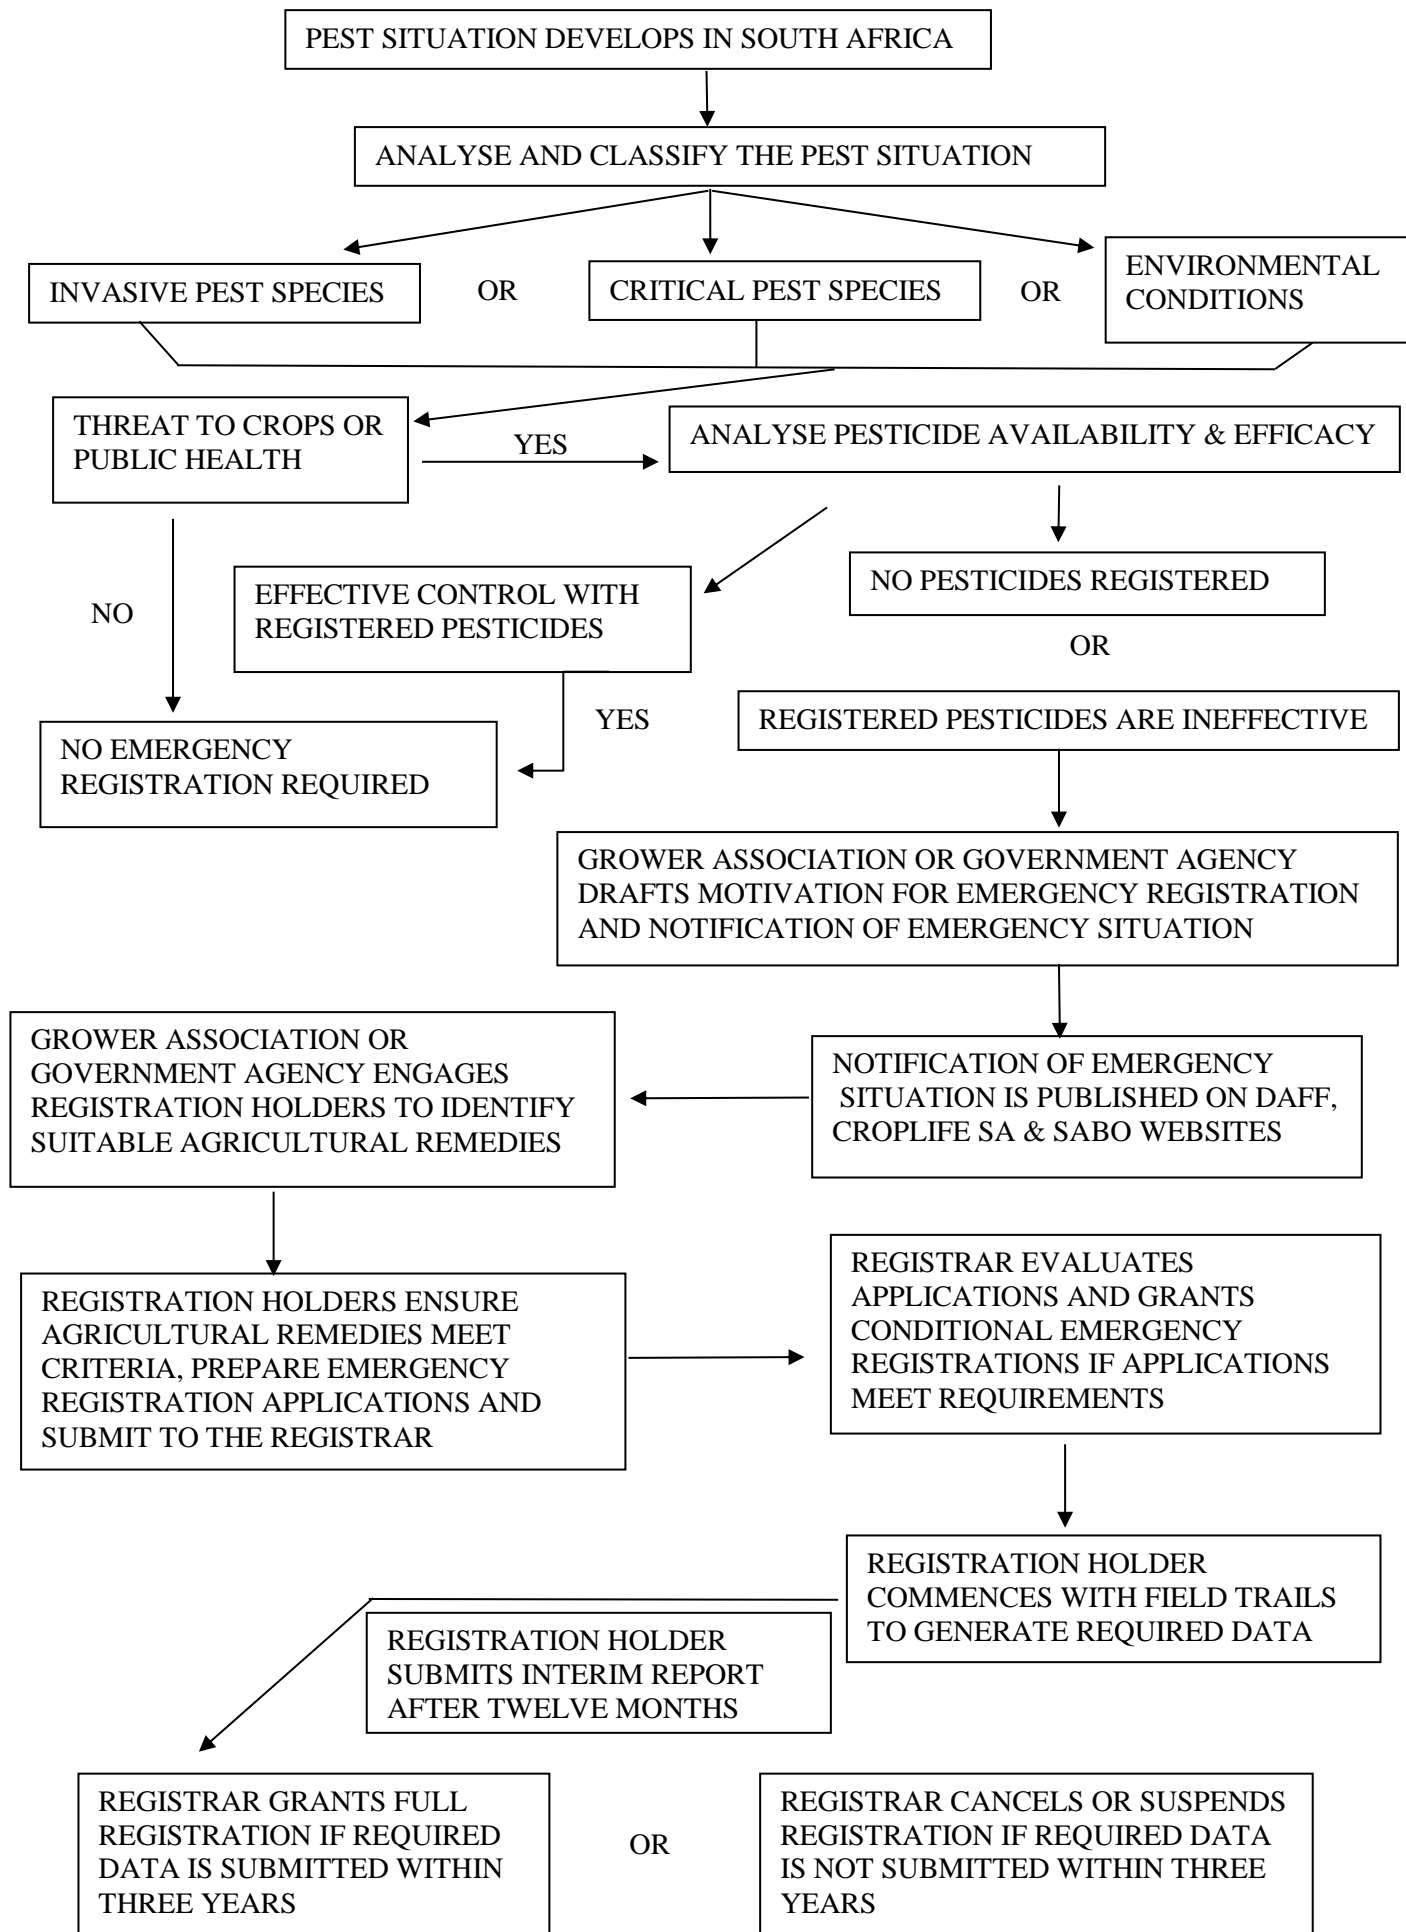 PEST SITUATION DEVELOPS IN SOUTH AFRICA
ANALYSE AND CLASSIFY THE PEST SITUATION
INVASIVE PEST SPECIES
OR
CRITICAL PEST SPECIES
OR
ENVIRONMENTAL
CONDITIONS
THREAT TO CROPS OR
PUBLIC HEALTH
YES
ANALYSE PESTICIDE AVAILABILITY & EFFICACY
NO
EFFECTIVE CONTROL WITH
REGISTERED PESTICIDES
NO PESTICIDES REGISTERED
OR
YES
REGISTERED PESTICIDES ARE INEFFECTIVE
NO EMERGENCY
REGISTRATION REQUIRED
GROWER ASSOCIATION OR GOVERNMENT AGENCY
DRAFTS MOTIVATION FOR EMERGENCY REGISTRATION
AND NOTIFICATION OF EMERGENCY SITUATION
NOTIFICATION OF EMERGENCY
SITUATION IS PUBLISHED ON DAFF,
CROPLIFE SA & SABO WEBSITES
GROWER ASSOCIATION OR
GOVERNMENT AGENCY ENGAGES
REGISTRATION HOLDERS TO IDENTIFY
SUITABLE AGRICULTURAL REMEDIES
REGISTRATION HOLDERS ENSURE
AGRICULTURAL REMEDIES MEET
CRITERIA, PREPARE EMERGENCY
REGISTRATION APPLICATIONS AND
SUBMIT TO THE REGISTRAR
REGISTRAR EVALUATES
APPLICATIONS AND GRANTS
CONDITIONAL EMERGENCY
REGISTRATIONS IF APPLICATIONS
MEET REQUIREMENTS
REGISTRATION HOLDER
COMMENCES WITH FIELD TRAILS
TO GENERATE REQUIRED DATA
REGISTRATION HOLDER
SUBMITS INTERIM REPORT
AFTER TWELVE MONTHS
REGISTRAR GRANTS FULL
REGISTRATION IF REQUIRED
DATA IS SUBMITTED WITHIN
THREE YEARS
OR
REGISTRAR CANCELS OR SUSPENDS
REGISTRATION IF REQUIRED DATA
IS NOT SUBMITTED WITHIN THREE
YEARS